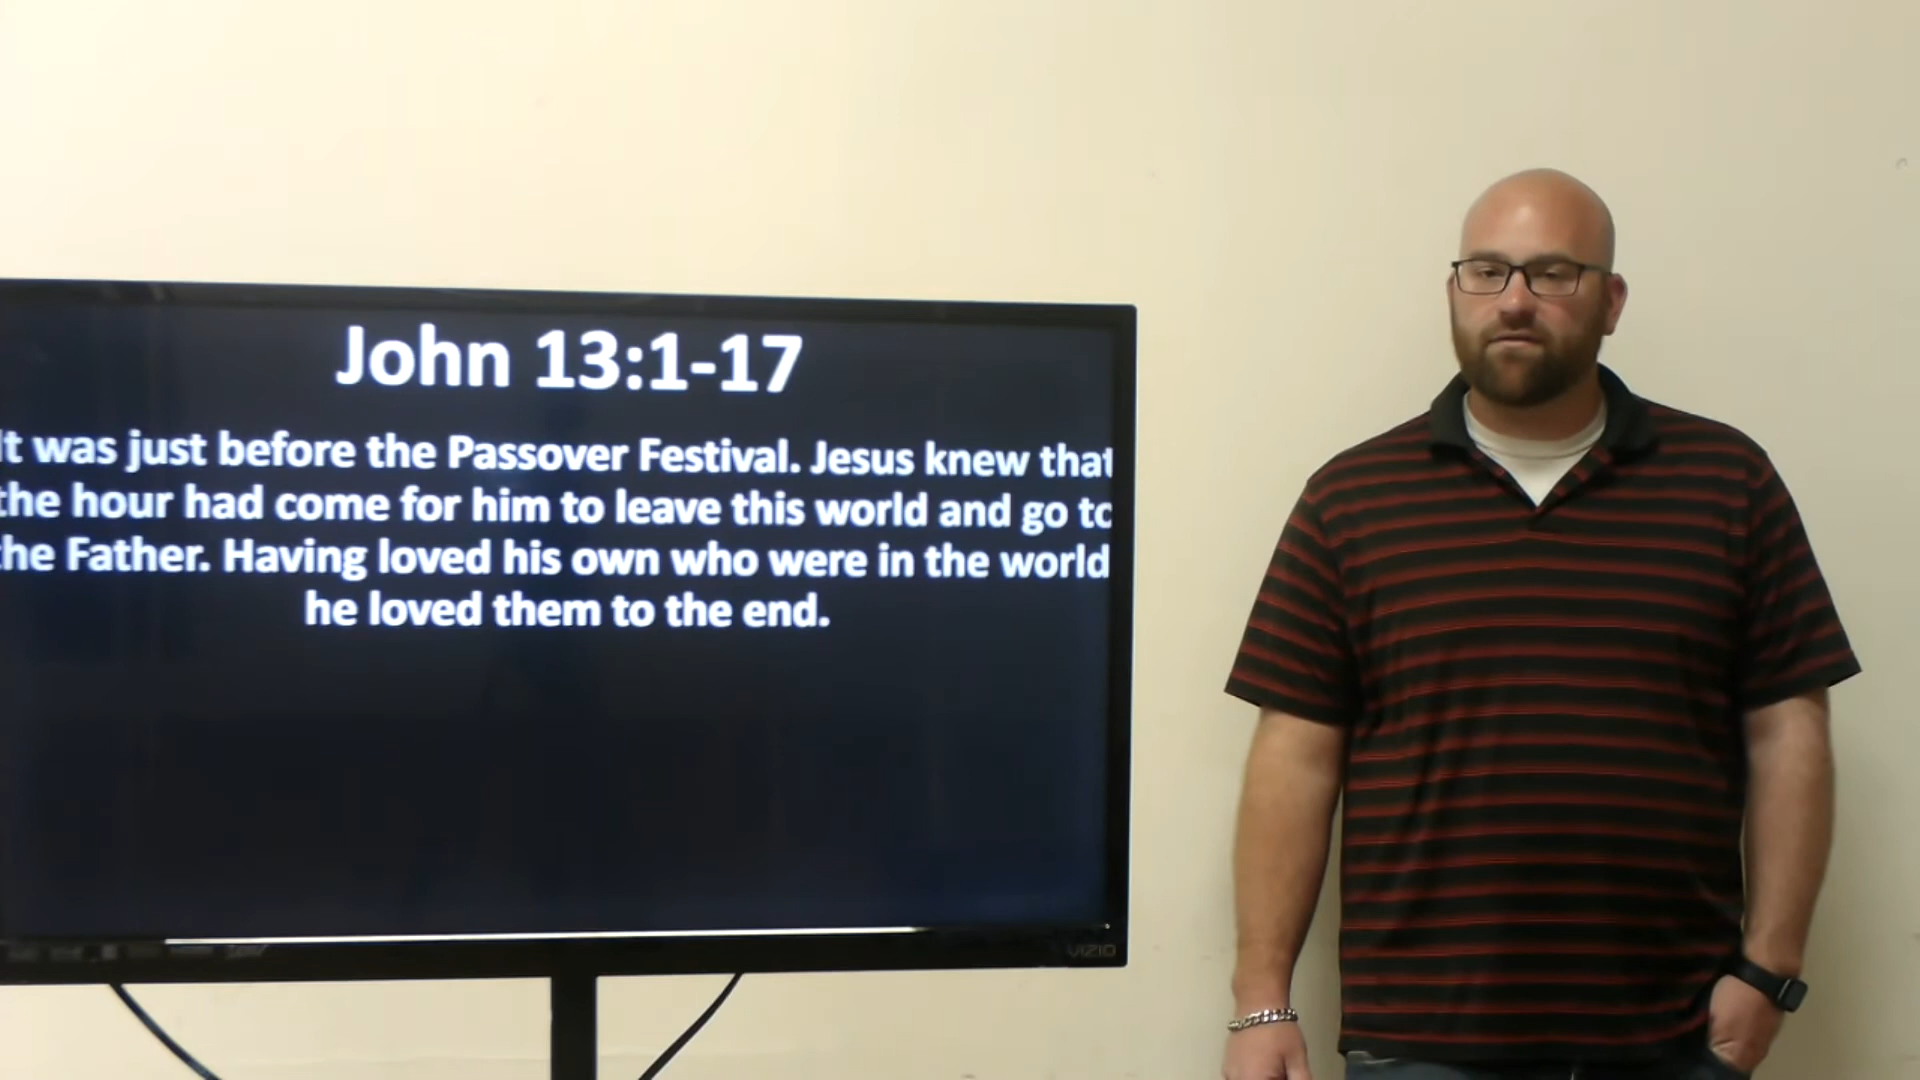 John 13:1-17
It was just before the Passover Festival. Jesus knew that
the hour had come for him to leave this world and go to
the Father. Having loved his own who were in the world
he loved them to the end.
VIZIO